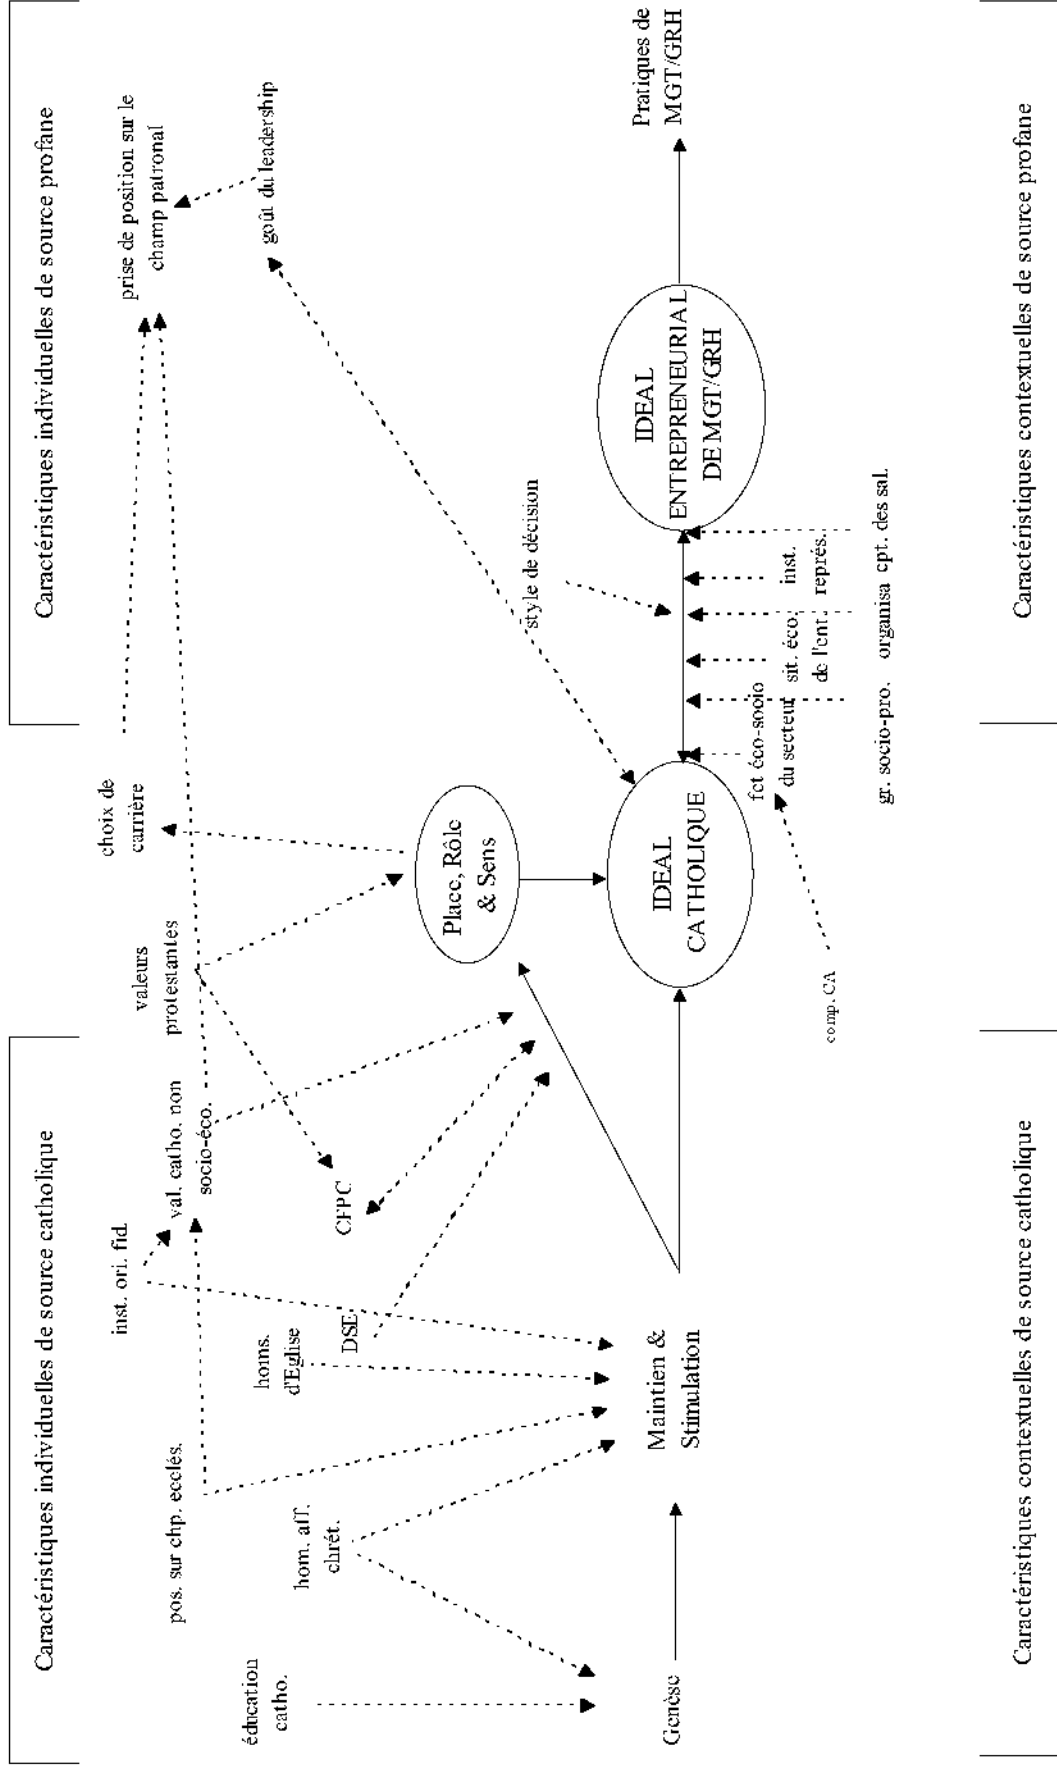 Caractéristiques individuelles de source catholique
Caractéristiques individuelles de source profane
inst. ori. fid.
pos. sur chp. ecclés.
val. catho. non
socio-éco.
valeurs
protestantes
choix de
carrière
prise de position sur le
champ patronal
goût du leadership
éducation
catho.
hom. aff.
chrét.
homs.
d'Eglise
DSE
CFPC
Place, Rôle
& Sens
style de décision
Genèse
Maintien &
Stimulation
IDEAL
CATHOLIQUE
IDEAL
ENTREPRENEURIAL
DE MGT/GRH
Pratiques de
MGT/GRH
comp. CA
fct éco-socio
du secteur
sit. éco.
de l'ent.
inst.
représ.
gr. socio-pro.
organisa
cpt. des sal.
Caractéristiques contextuelles de source catholique
Caractéristiques contextuelles de source profane